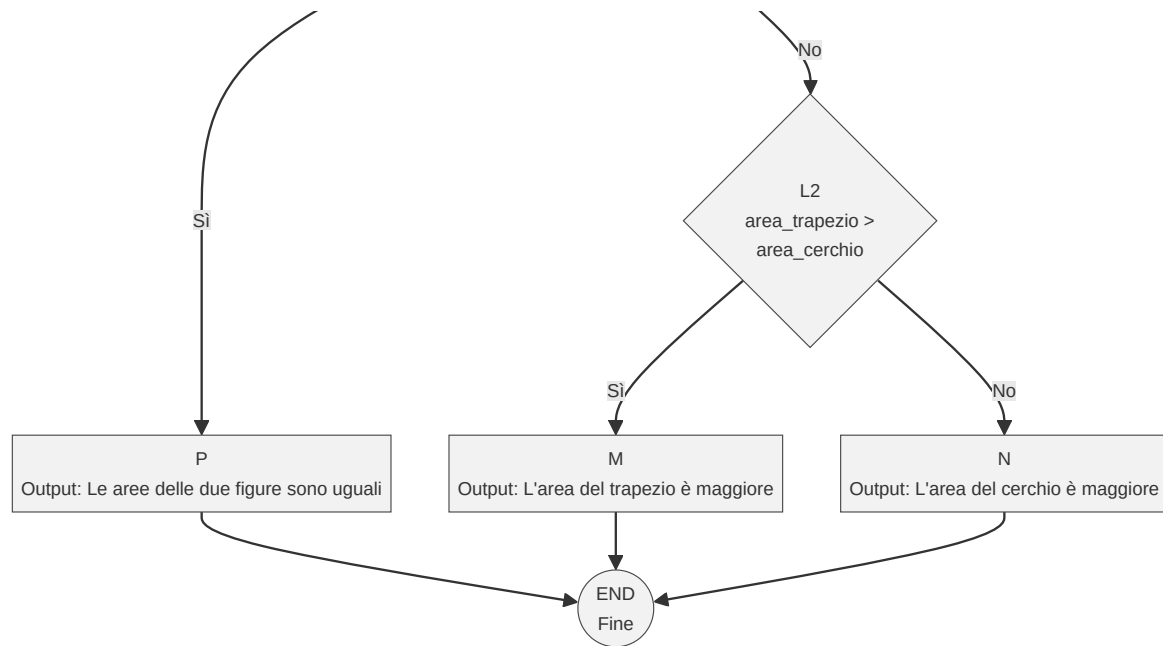 No
L2
area_trapezio >
area_cerchio
Sì
Sì
No
P
Output: Le aree delle due figure sono uguali
M
Output: L'area del trapezio è maggiore
N
Output: L'area del cerchio è maggiore
END
Fine